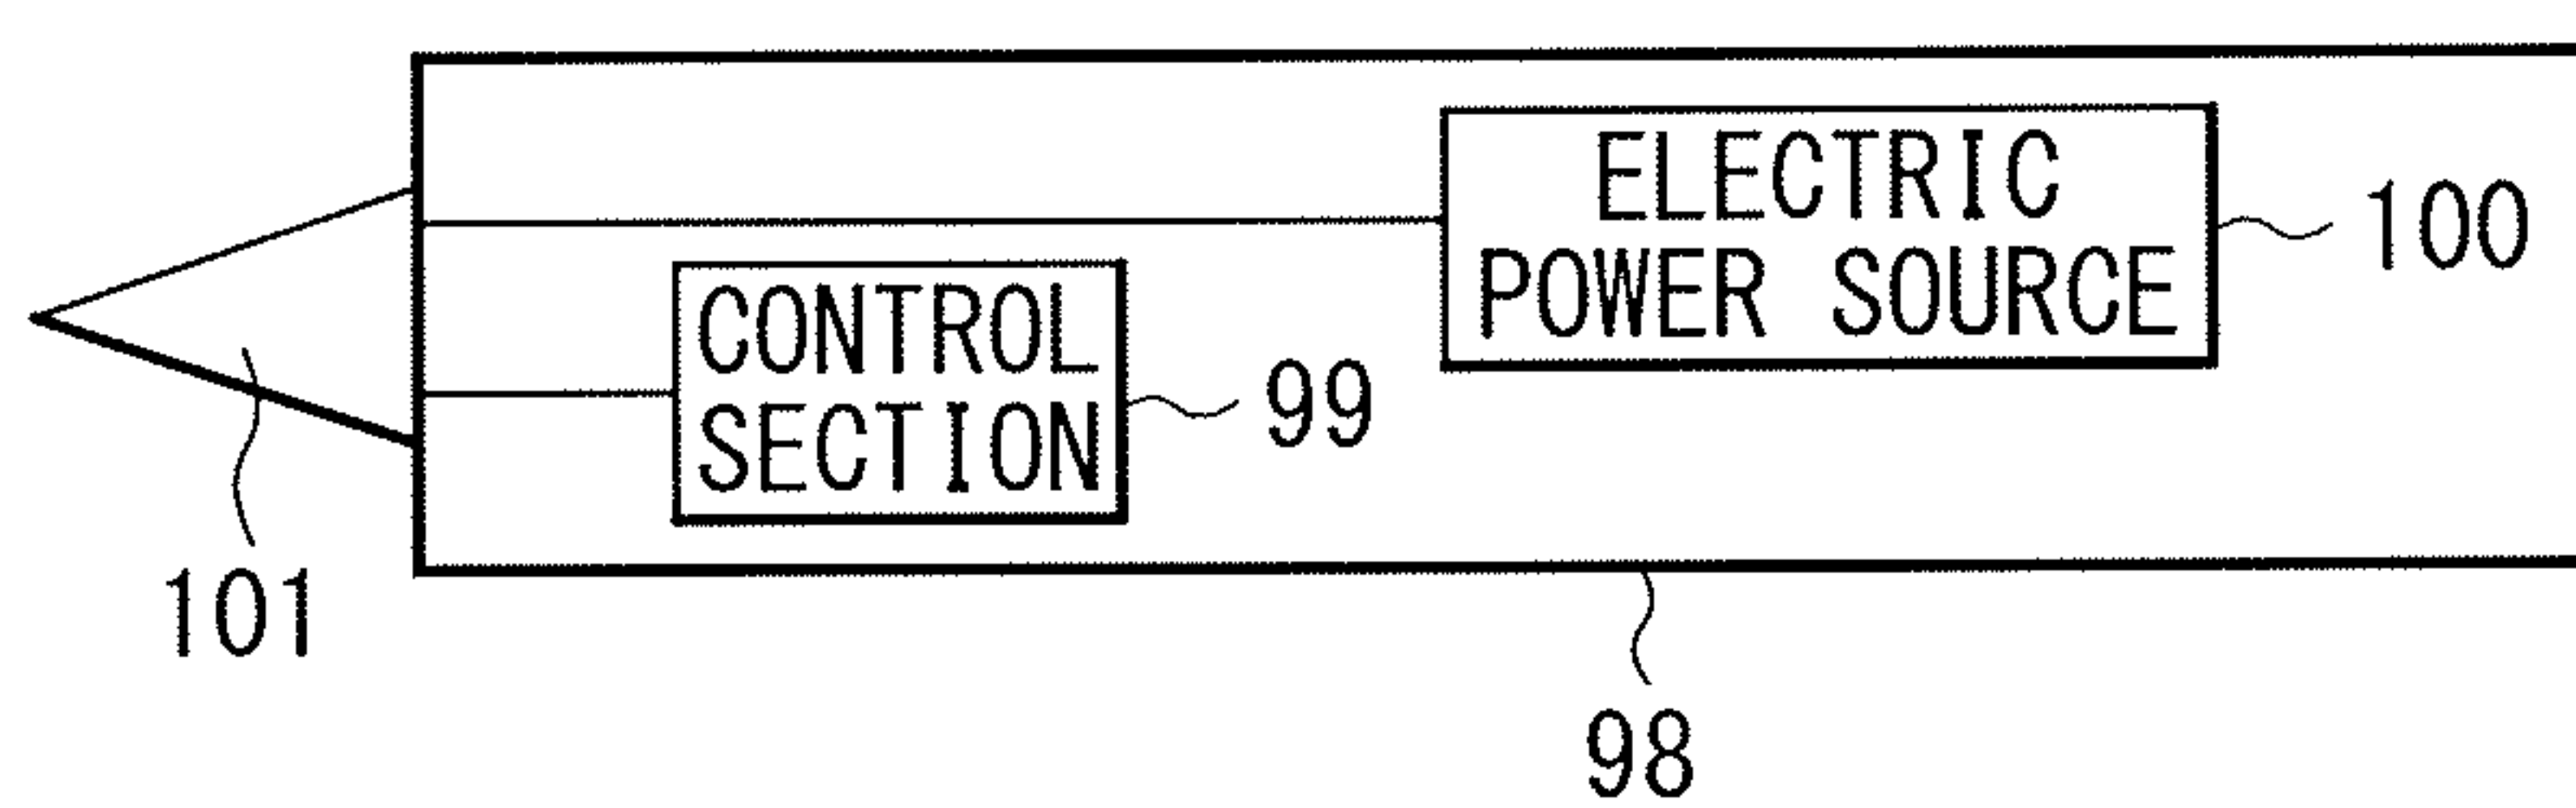 ELECTRIC
POWER SOURCE
100
CONTROL
SECTION
99
101
98